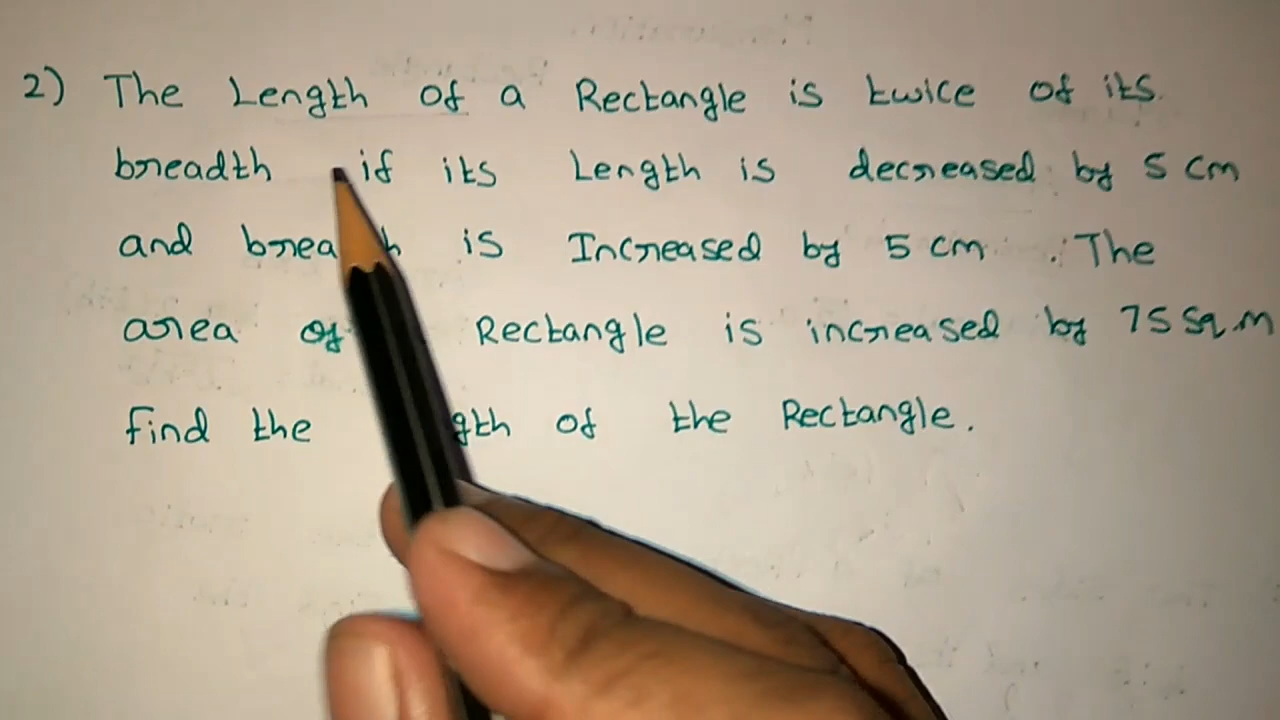 2) The Length of a Rectangle is twice of its
breadth if its Length is decreased by 5 cm
and is Increased by 5 cm . The
area of Rectangle is increased by 75 Sq.m
find the of the Rectangle.